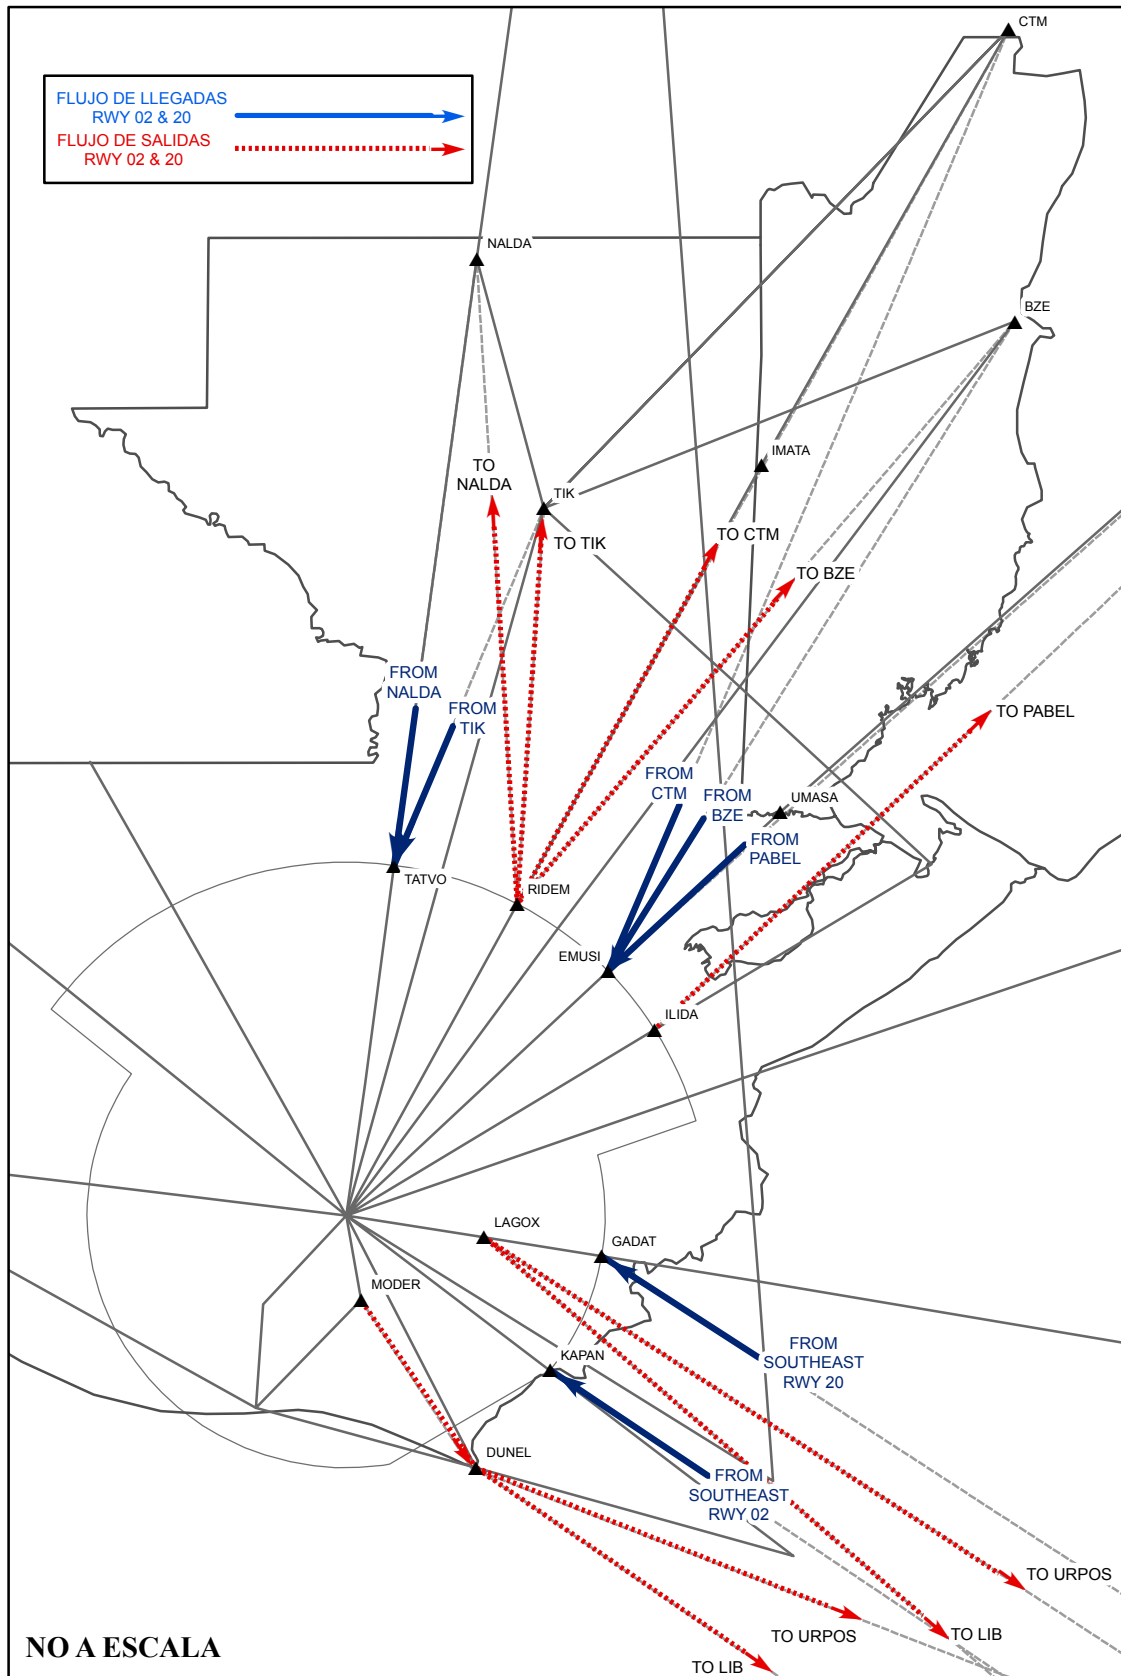 CTM
FLUJO DE LLEGADAS
RWY 02 & 20
FLUJO DE SALIDAS
RWY 02 & 20
NALDA
BZE
IMATA
TO
NALDA
TIK
TO TIK
TO CTM
TO BZE
FROM
NALDA
FROM
TIK
TO PABEL
FROM
CTM
FROM
BZE
UMASA
FROM
PABEL
TATVO
RIDEM
EMUSI
ILIDA
LAGOX
GADAT
MODER
FROM
SOUTHEAST
RWY 20
KAPAN
DUNEL
FROM
SOUTHEAST
RWY 02
TO URPOS
TO URPOS
TO LIB
TO LIB
NO A ESCALA